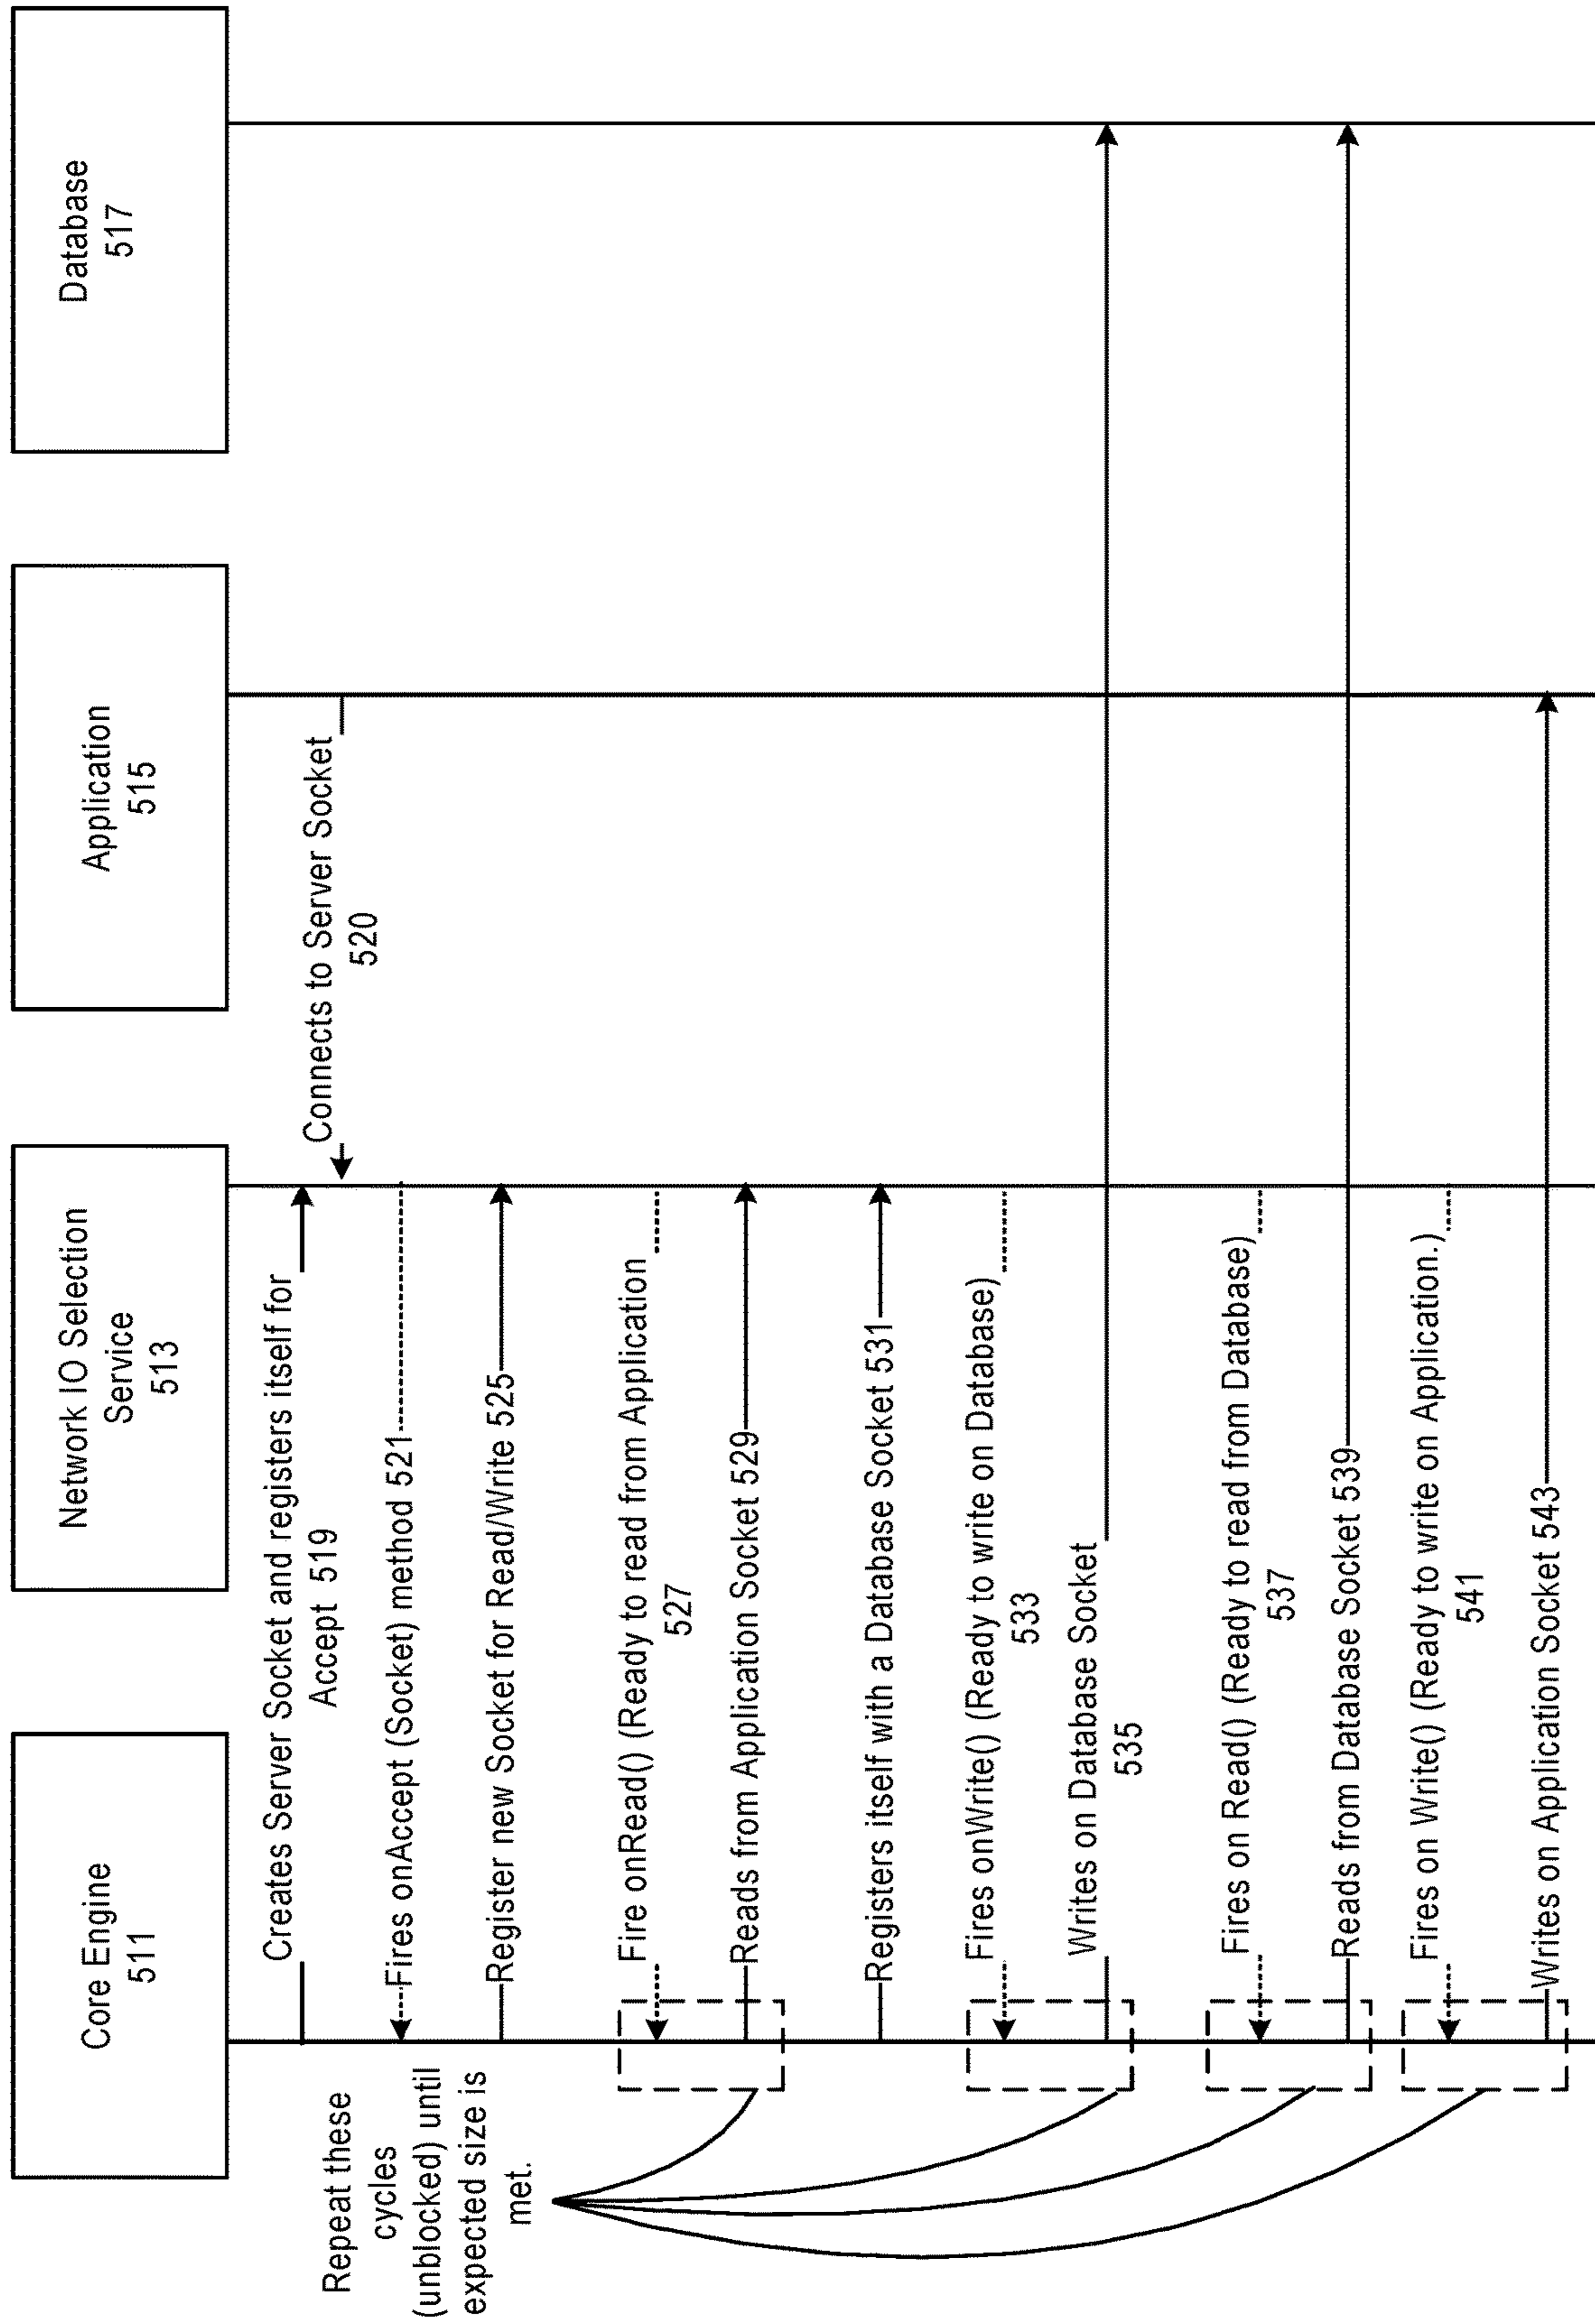 Core Engine
511
Network IO Selection
Service
513
Application
515
Database
517
Creates Server Socket and registers itself for
Accept 519
Connects to Server Socket
520
Fires onAccept (Socket) method 521
Register new Socket for Read/Write 525
Repeat these
cycles
(unblocked) until
expected size is
met.
Fire onRead() (Ready to read from Application
527
Reads from Application Socket 529
Registers itself with a Database Socket 531
Fires onWrite() (Ready to write on Database)
533
Writes on Database Socket
535
Fires on Read() (Ready to read from Database)
537
Reads from Database Socket 539
Fires on Write() (Ready to write on Application.)
541
Writes on Application Socket 543